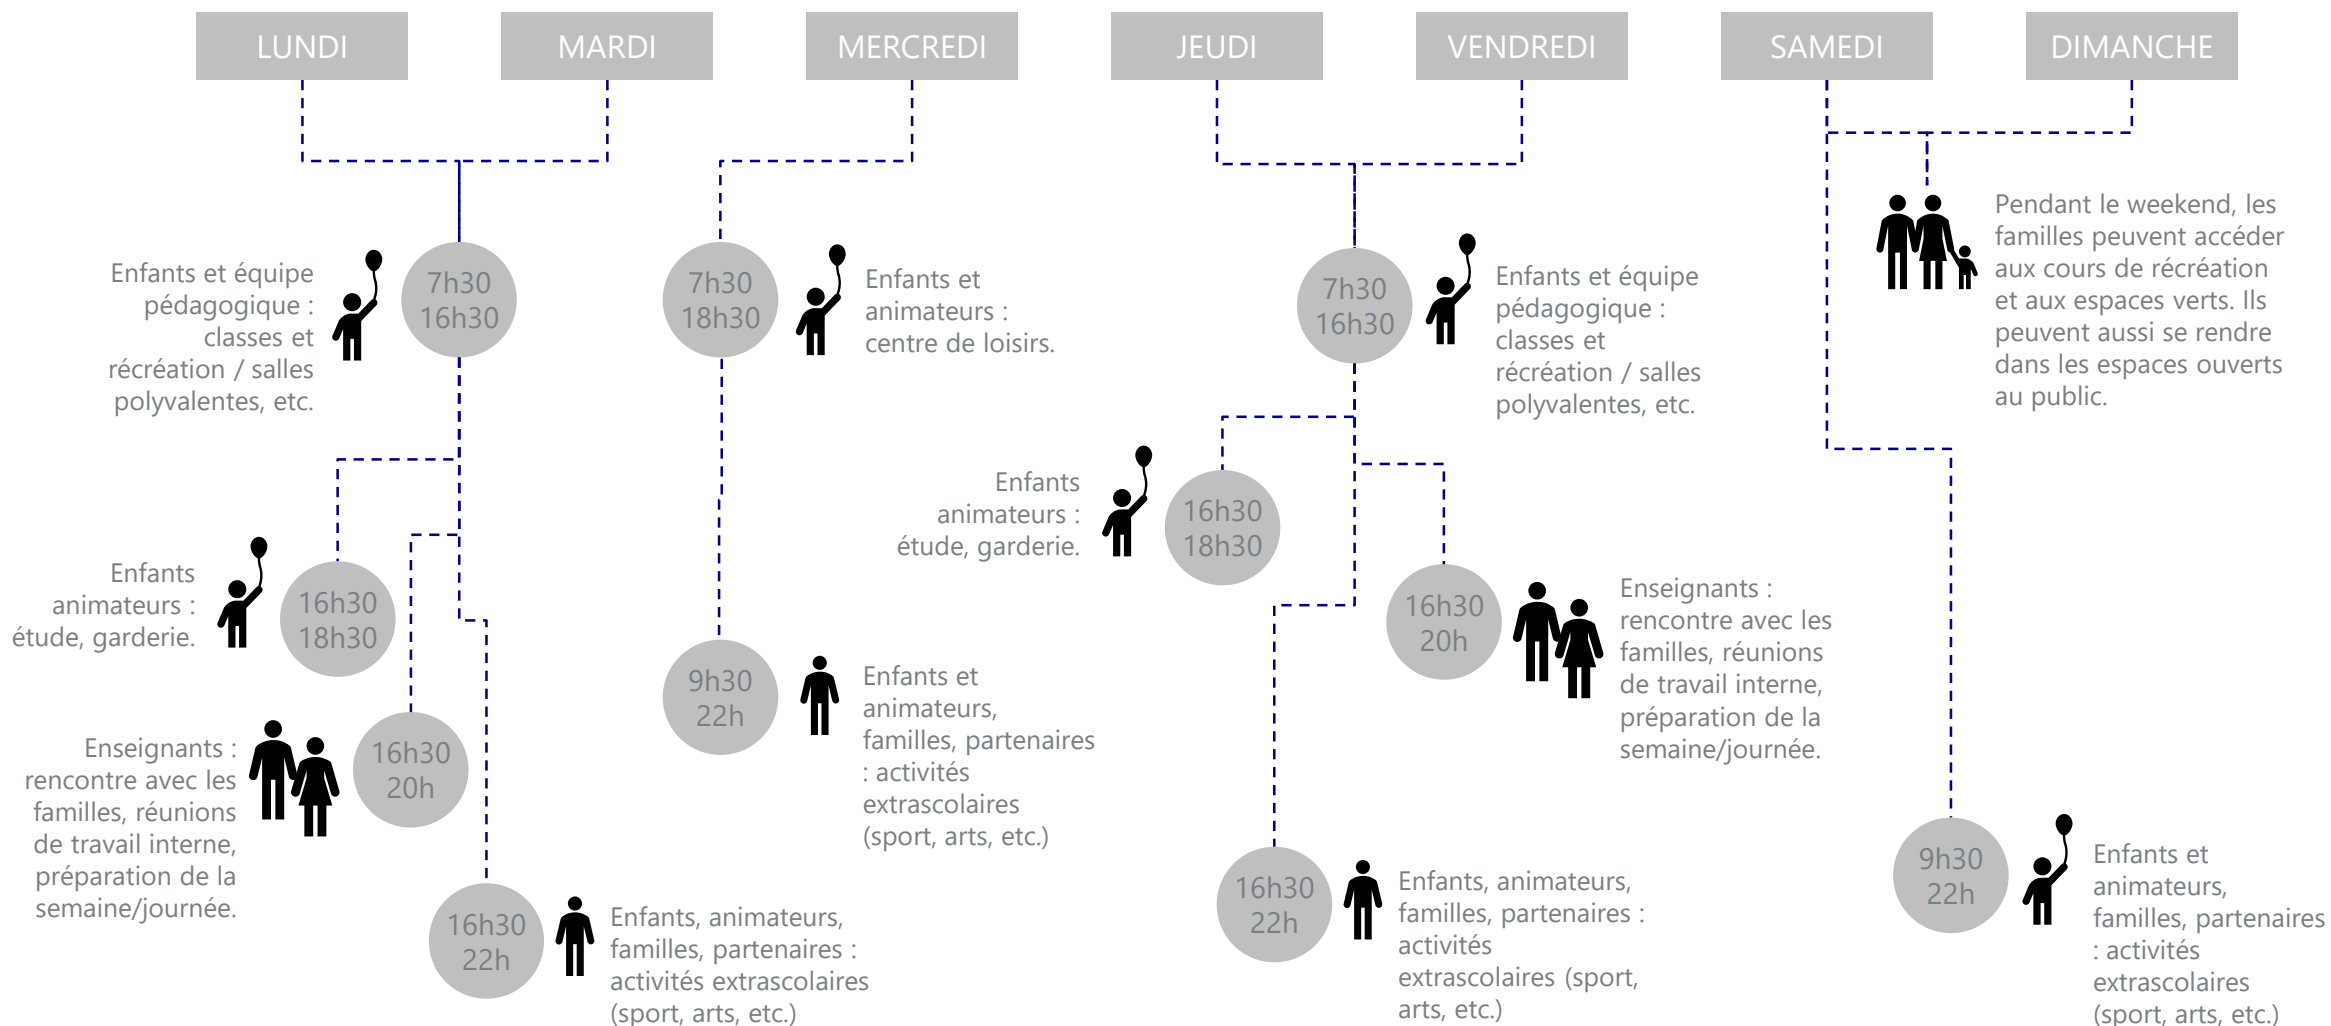 LUNDI
MARDI
MERCREDI
JEUDI
VENDREDI
SAMEDI
DIMANCHE
Enfants et équipe
pédagogique :
classes et
récréation / salles
polyvalentes, etc.
7h30
16h30
Enfants
animateurs :
étude, garderie.
16h30
18h30
Enseignants :
rencontre avec les
familles, réunions
de travail interne,
préparation de la
semaine/journée.
16h30
20h
16h30
22h
Enfants, animateurs,
familles, partenaires :
activités extrascolaires
(sport, arts, etc.)
7h30
18h30
Enfants et
animateurs :
centre de loisirs.
9h30
22h
Enfants et
animateurs,
familles, partenaires
: activités
extrascolaires
(sport, arts, etc.)
7h30
16h30
Enfants et équipe
pédagogique :
classes et
récréation / salles
polyvalentes, etc.
Enfants
animateurs :
étude, garderie.
16h30
18h30
16h30
20h
Enseignants :
rencontre avec les
familles, réunions
de travail interne,
préparation de la
semaine/journée.
16h30
22h
Enfants, animateurs,
familles, partenaires :
activités
extrascolaires (sport,
arts, etc.)
Pendant le weekend, les
familles peuvent accéder
aux cours de récréation
et aux espaces verts. Ils
peuvent aussi se rendre
dans les espaces ouverts
au public.
9h30
22h
Enfants et
animateurs,
familles, partenaires
: activités
extrascolaires
(sport, arts, etc.)